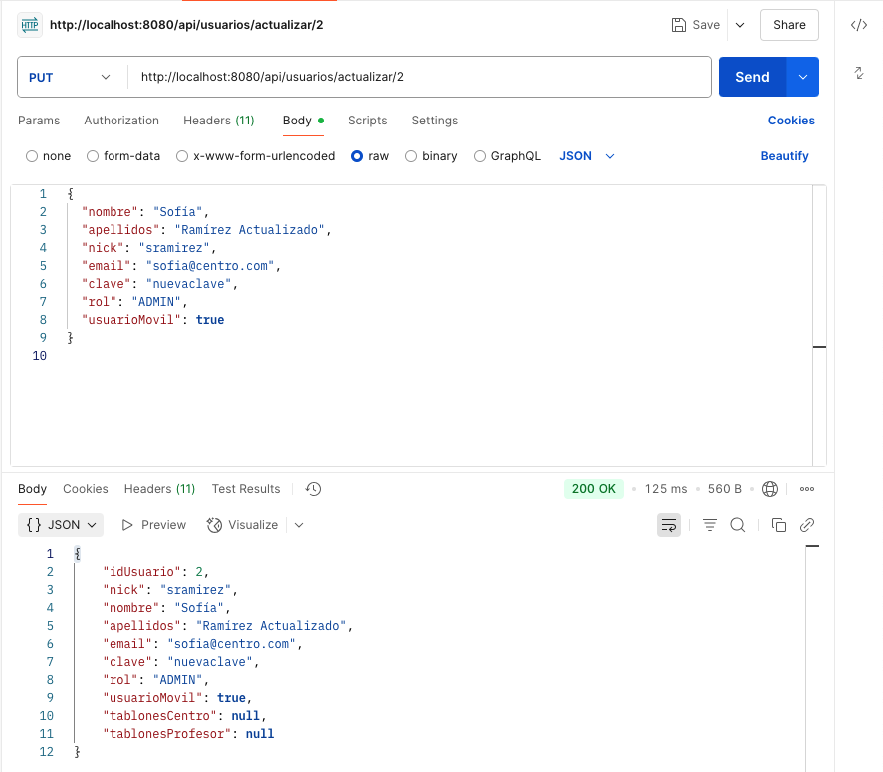 HTTP http://localhost:8080/api/usuarios/actualizar/2 Save Share
PUT http://localhost:8080/api/usuarios/actualizar/2 Send
Params Authorization Headers (11) Body Scripts Settings Cookies
none form-data x-www-form-urlencoded raw binary GraphQL JSON Beautify
1 {
2 "nombre": "Sofía",
3 "apellidos": "Ramírez Actualizado",
4 "nick": "sramirez",
5 "email": "sofia@centro.com",
6 "clave": "nuevaclave",
7 "rol": "ADMIN",
8 "usuarioMovil": true
9 }
10
Body Cookies Headers (11) Test Results 200 OK • 125 ms • 560 B •
{} JSON Preview Visualize
1 {
2 "idUsuario": 2,
3 "nick": "sramirez",
4 "nombre": "Sofía",
5 "apellidos": "Ramírez Actualizado",
6 "email": "sofia@centro.com",
7 "clave": "nuevaclave",
8 "rol": "ADMIN",
9 "usuarioMovil": true,
10 "tablonesCentro": null,
11 "tablonesProfesor": null
12 }